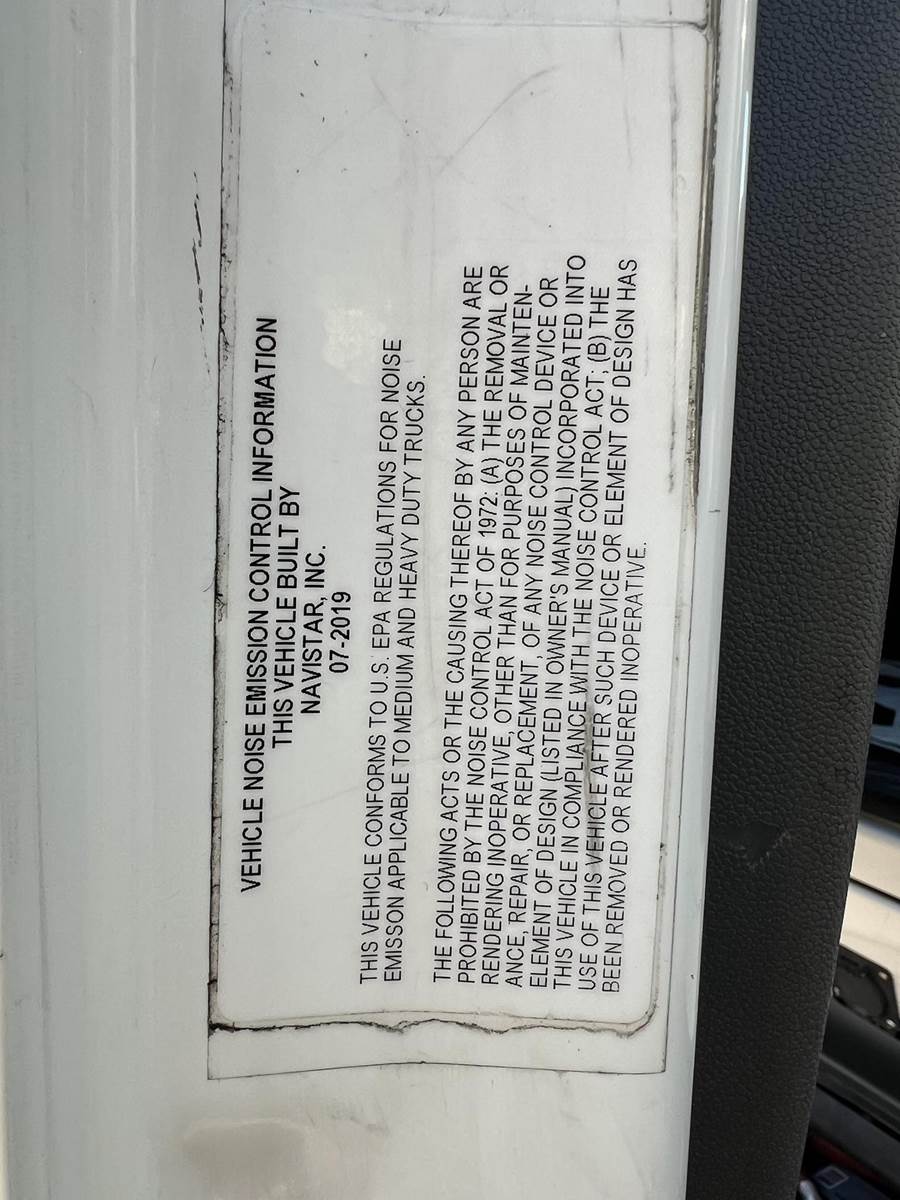 VEHICLE NOISE EMISSION CONTROL INFORMATION
THIS VEHICLE BUILT BY
NAVISTAR, INC.
07-2019
THIS VEHICLE CONFORMS TO U.S. EPA REGULATIONS FOR NOISE
EMISSON APPLICABLE TO MEDIUM AND HEAVY DUTY TRUCKS.
THE FOLLOWING ACTS OR THE CAUSING THEREOF BY ANY PERSON ARE
PROHIBITED BY THE NOISE CONTROL ACT OF 1972: (A) THE REMOVAL OR
RENDERING INOPERATIVE, OTHER THAN FOR PURPOSES OF MAINTEN-
ANCE, REPAIR, OR REPLACEMENT, OF ANY NOISE CONTROL DEVICE OR
ELEMENT OF DESIGN (LISTED IN OWNER'S MANUAL) INCORPORATED INTO
THIS VEHICLE IN COMPLIANCE WITH THE NOISE CONTROL ACT; (B) THE
USE OF THIS VEHICLE AFTER SUCH DEVICE OR ELEMENT OF DESIGN HAS
BEEN REMOVED OR RENDERED INOPERATIVE.